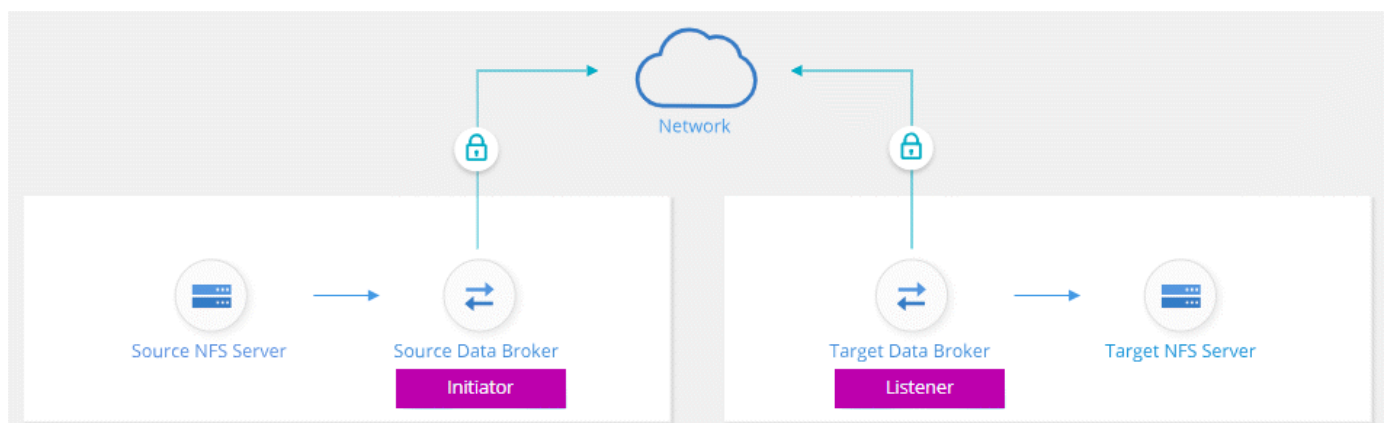 Network
Source NFS Server
Source Data Broker
Target Data Broker
Target NFS Server
Initiator
Listener